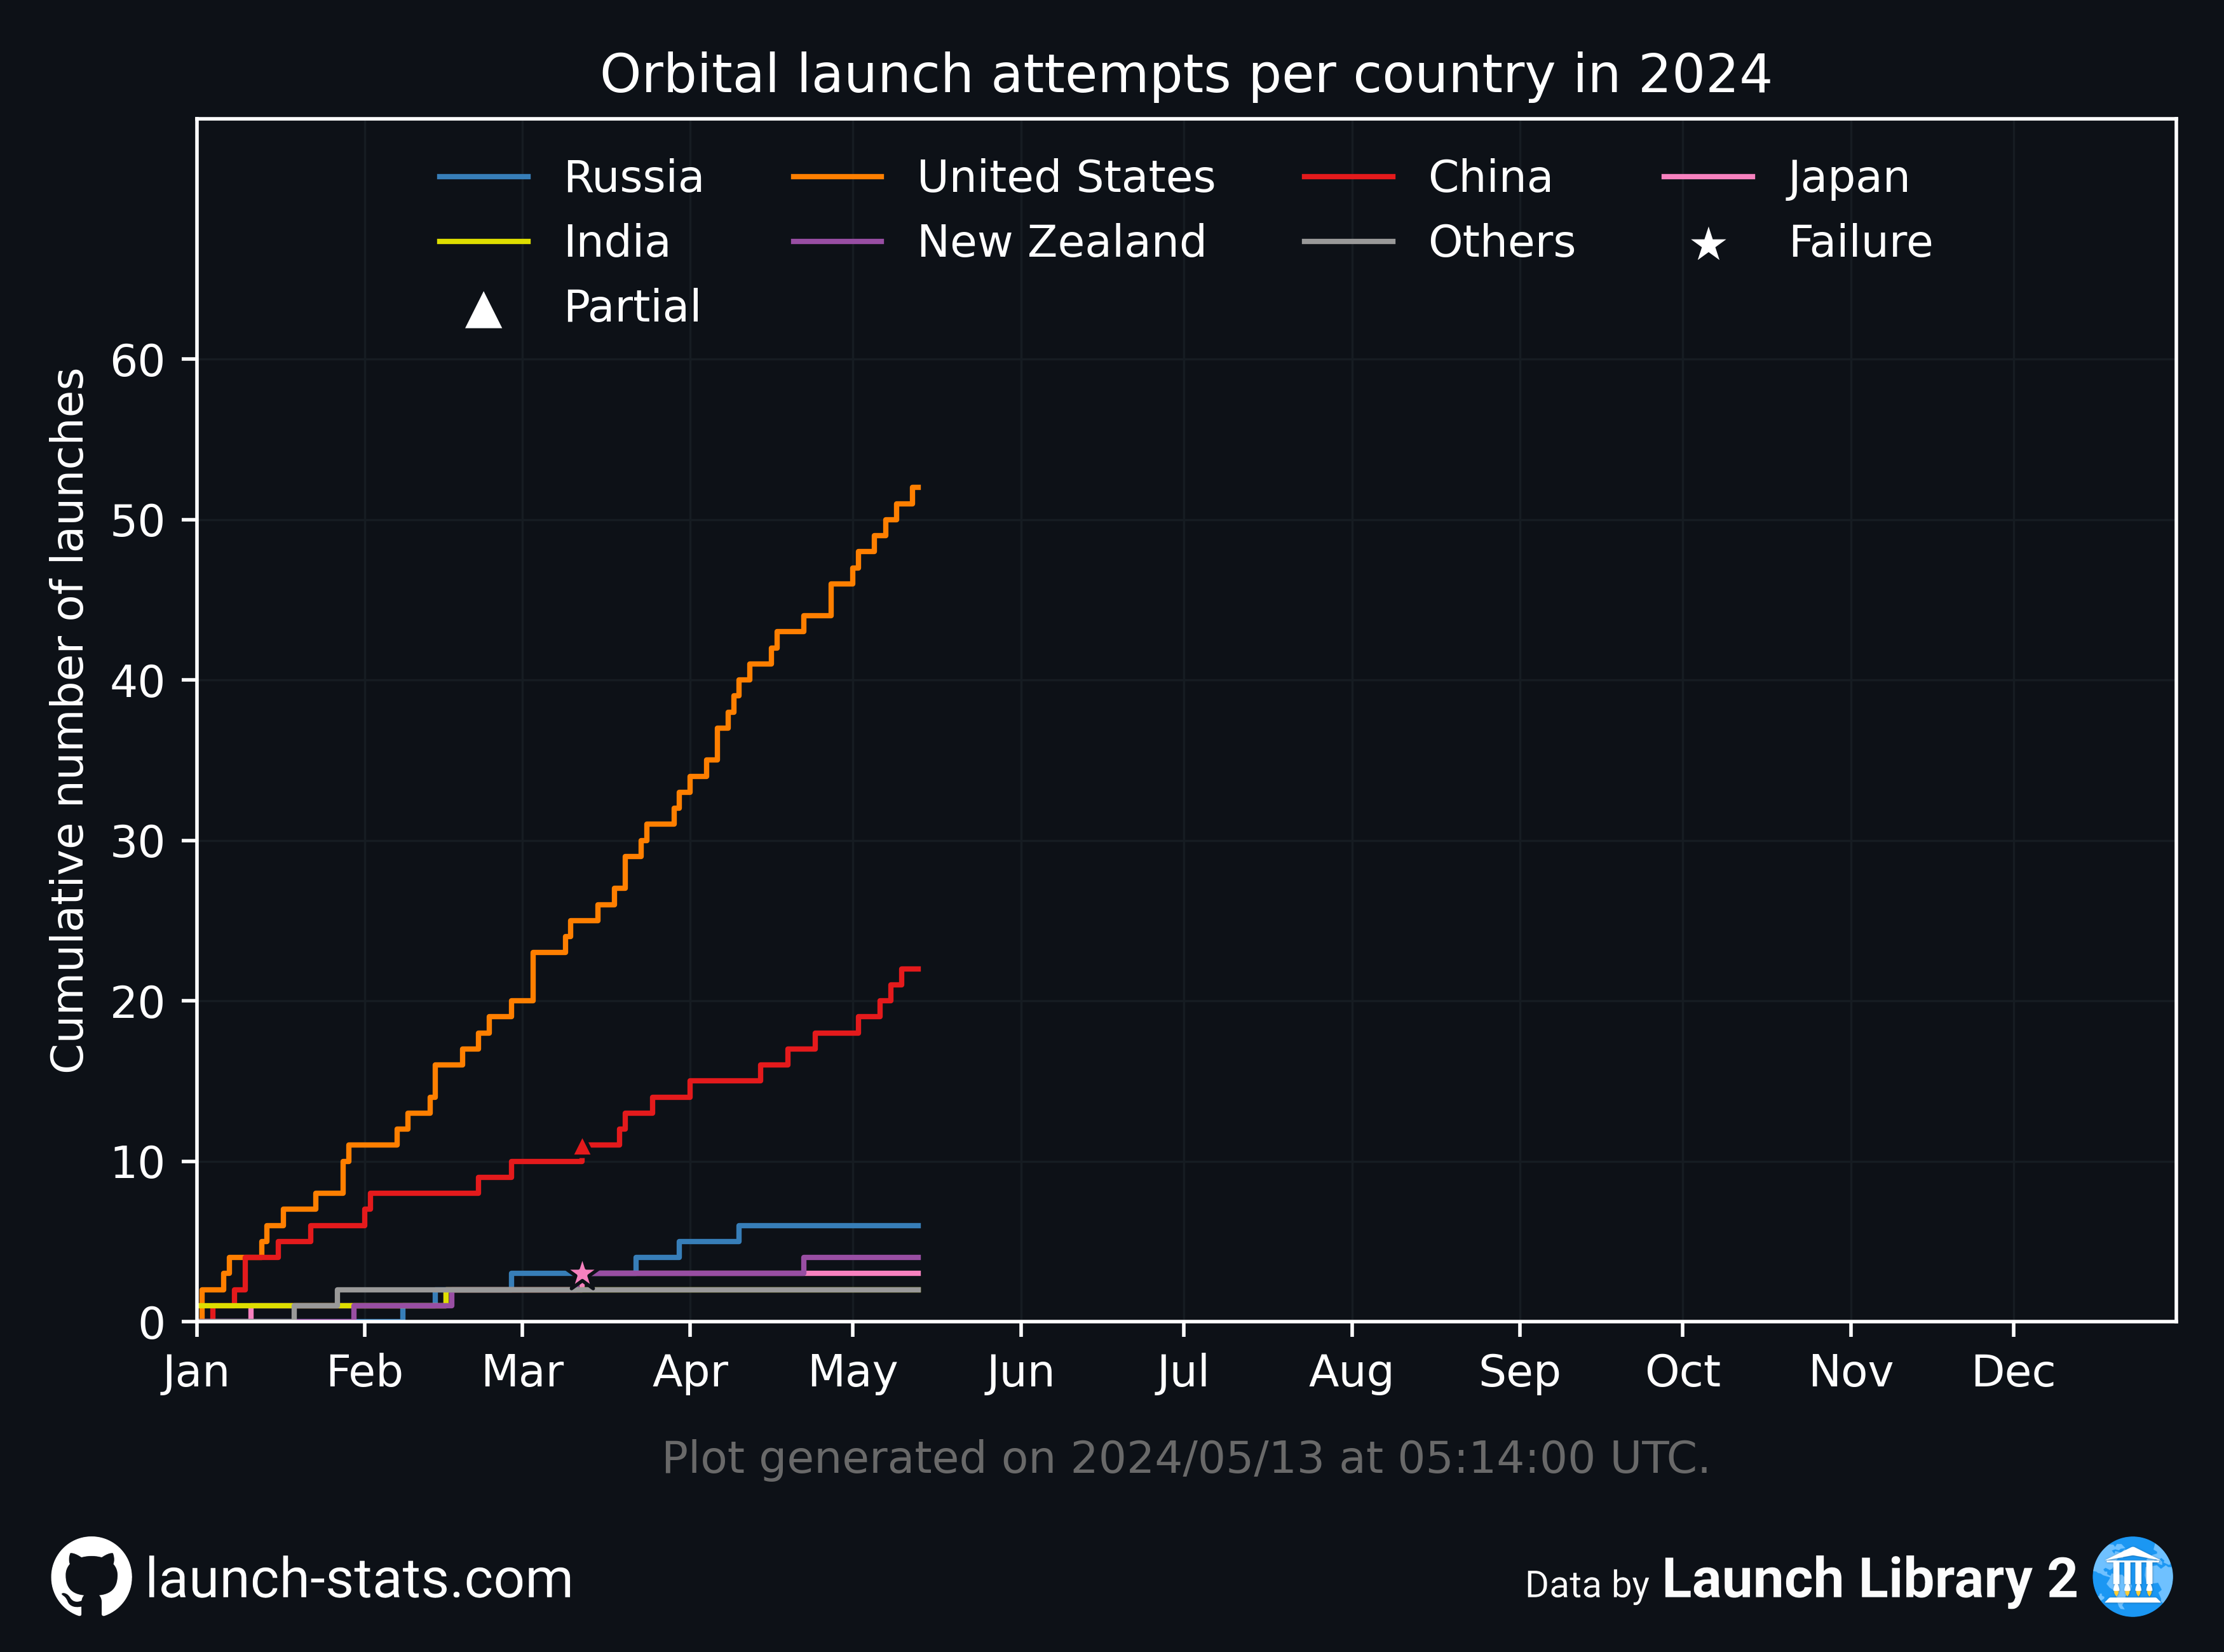 Orbital launch attempts per country in 2024
Russia United States China Japan
India New Zealand Others Failure
Partial
Cumulative number of launches
60
50
40
30
20
10
0
Jan Feb Mar Apr May Jun Jul Aug Sep Oct Nov Dec
Plot generated on 2024/05/13 at 05:14:00 UTC.
launch-stats.com
Data by Launch Library 2